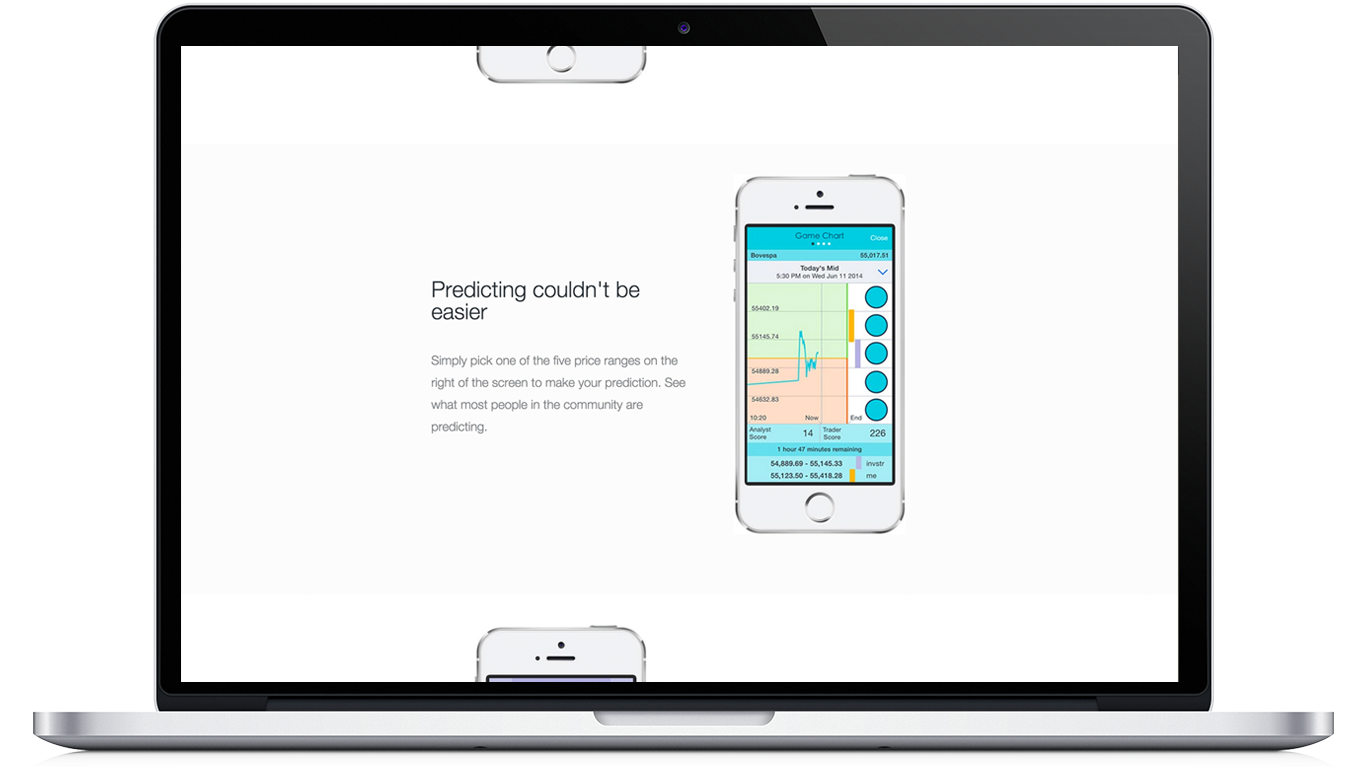 Predicting couldn't be
easier
Simply pick one of the five price ranges on the
right of the screen to make your prediction. See
what most people in the community are
predicting.
Game Chart Close
Bovespa 55,017.51
Today's Mid
5:30 PM on Wed Jun 11 2014
55402.19
55145.74
54889.28
54632.83
10:20 Now End
Analyst Score 14 Trader Score 226
1 hour 47 minutes remaining
54,889.69 - 55,145.33 invstr
55,123.50 - 55,418.28 me